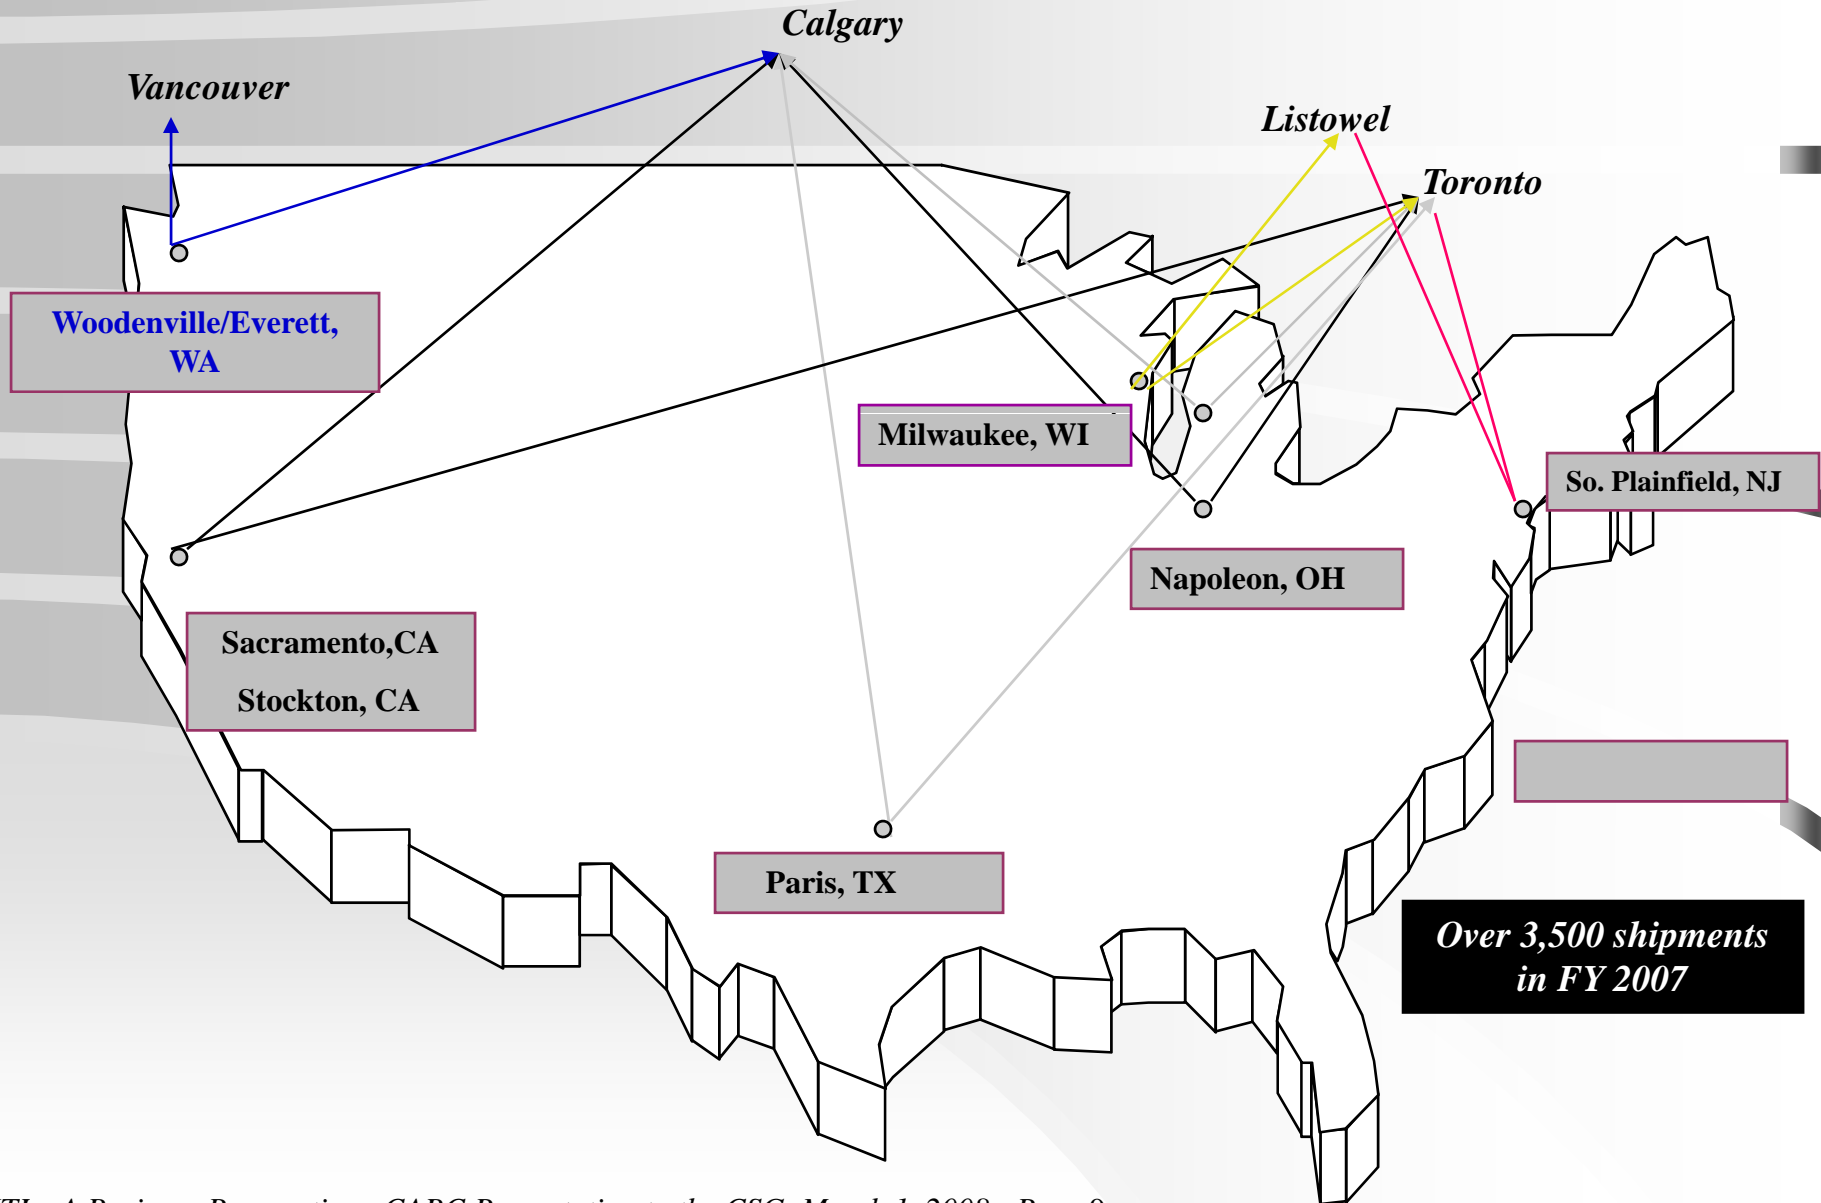 Calgary
Vancouver
Listowel
Toronto
Woodenville/Everett,
WA
Milwaukee, WI
So. Plainfield, NJ
Napoleon, OH
Sacramento,CA
Stockton, CA
Paris, TX
Over 3,500 shipments
in FY 2007